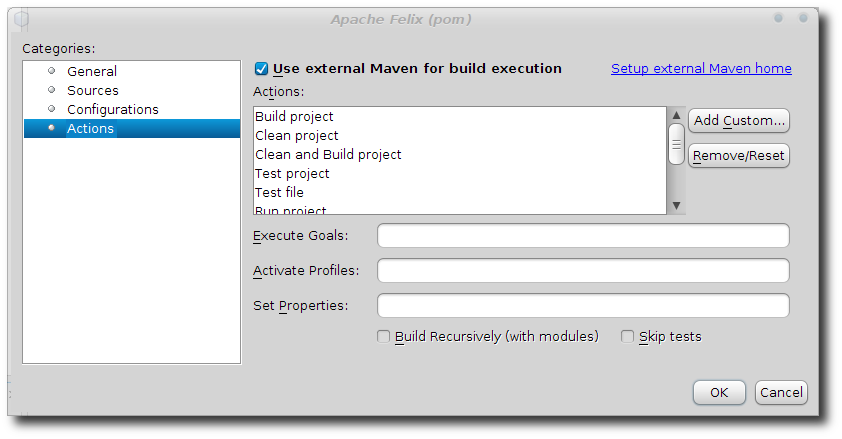 Apache Felix (pom)
Categories:
General
Sources
Configurations
Actions
Use external Maven for build execution
Setup external Maven home
Actions:
Build project
Clean project
Clean and Build project
Test project
Test file
Run project
Add Custom...
Remove/Reset
Execute Goals:
Activate Profiles:
Set Properties:
Build Recursively (with modules)
Skip tests
OK
Cancel